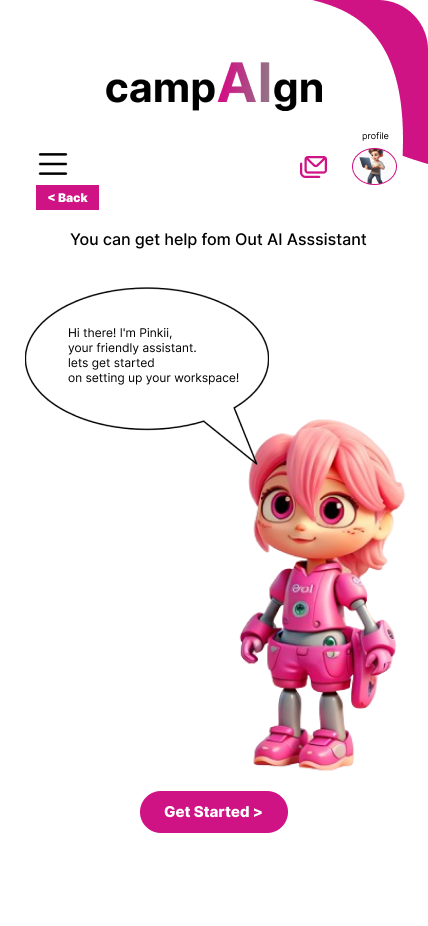 campAIgn
profile
< Back
You can get help fom Out AI Asssistant
Hi there! I'm Pinkii,
your friendly assistant.
lets get started
on setting up your workspace!
Get Started >